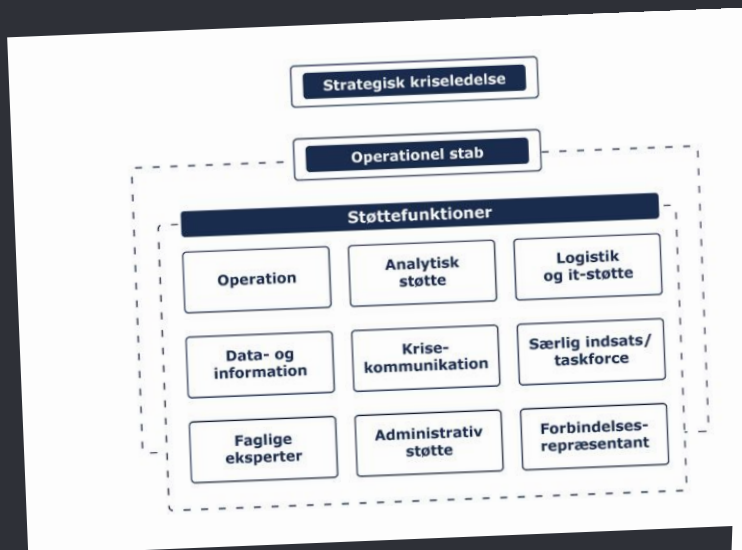 Strategisk kriseledelse
Operationel stab
Støttefunktioner
Operation
Analytisk
støtte
Logistik
og it-støtte
Data- og
information
Krise-
kommunikation
Særlig indsats/
taskforce
Faglige
eksperter
Administrativ
støtte
Forbindelses-
repræsentant